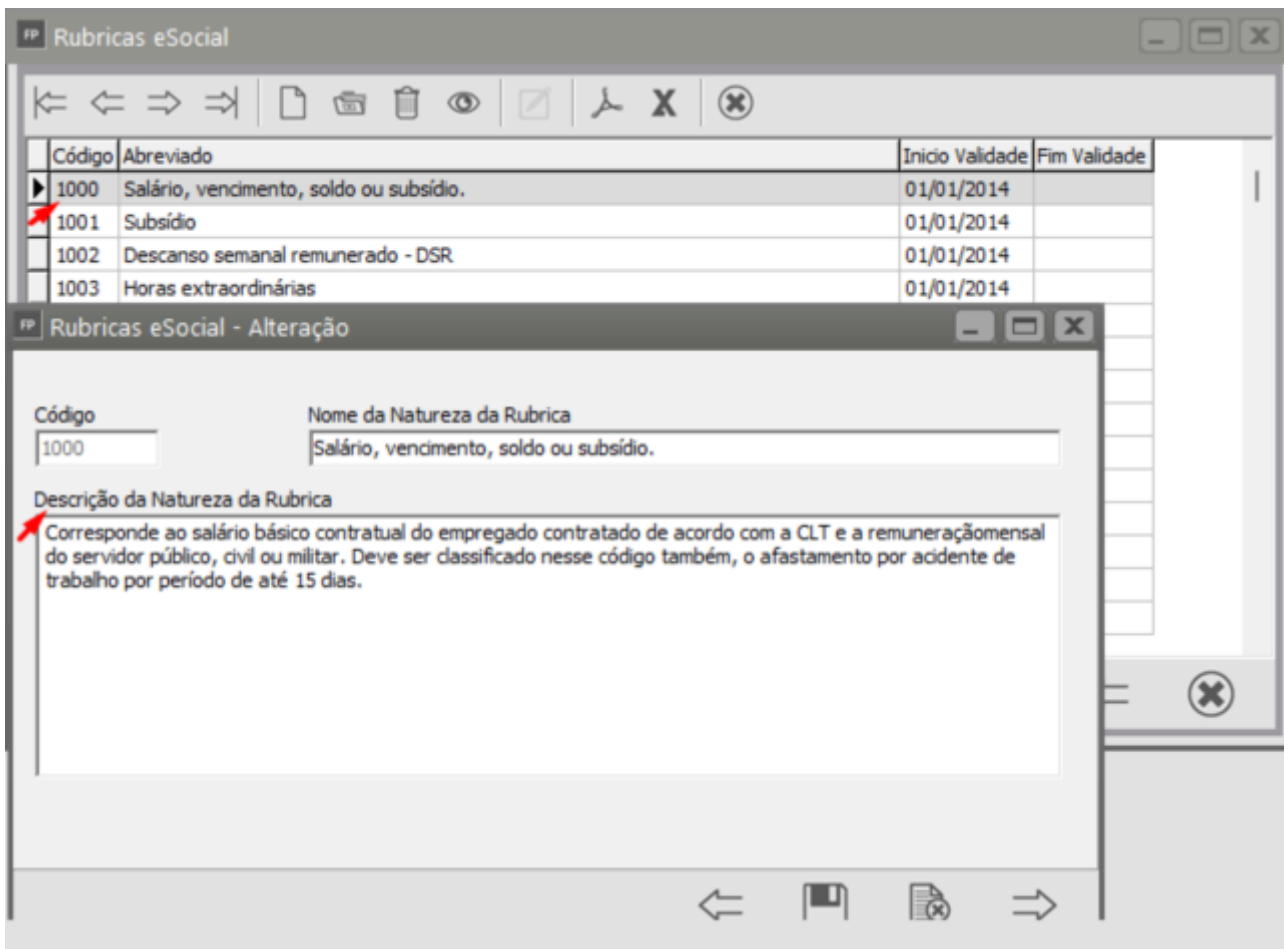 FP Rubricas eSocial
Código Abreviado Inicio Validade Fim Validade
1000 Salário, vencimento, soldo ou subsídio. 01/01/2014
1001 Subsídio 01/01/2014
1002 Descanso semanal remunerado - DSR 01/01/2014
1003 Horas extraordinárias 01/01/2014
FP Rubricas eSocial - Alteração
Código Nome da Natureza da Rubrica
1000 Salário, vencimento, soldo ou subsídio.
Descrição da Natureza da Rubrica
Corresponde ao salário básico contratual do empregado contratado de acordo com a CLT e a remuneraçãomensal
do servidor público, civil ou militar. Deve ser classificado nesse código também, o afastamento por acidente de
trabalho por período de até 15 dias.